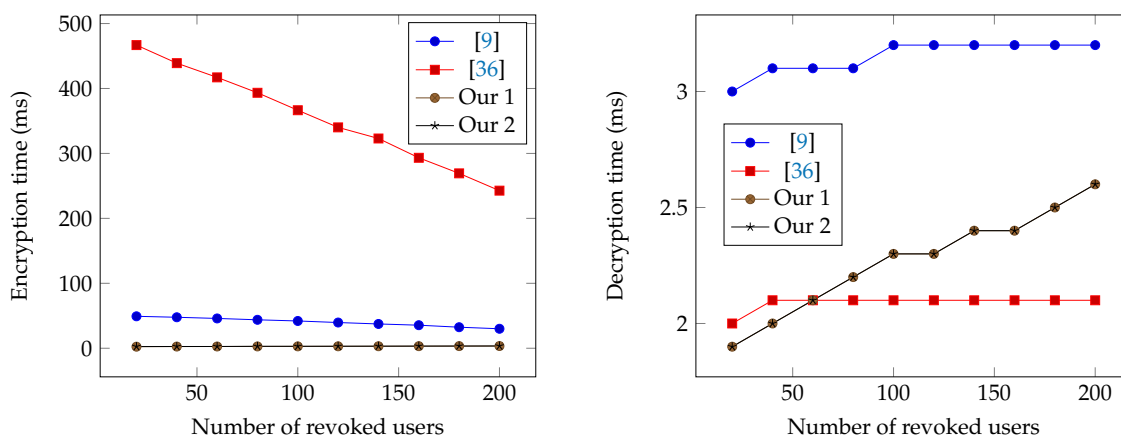 500
400
300
200
100
0
50
100
150
200
Number of revoked users
Encryption time (ms)
[9]
[36]
Our 1
Our 2
3
2.5
2
50
100
150
200
Number of revoked users
Decryption time (ms)
[9]
[36]
Our 1
Our 2